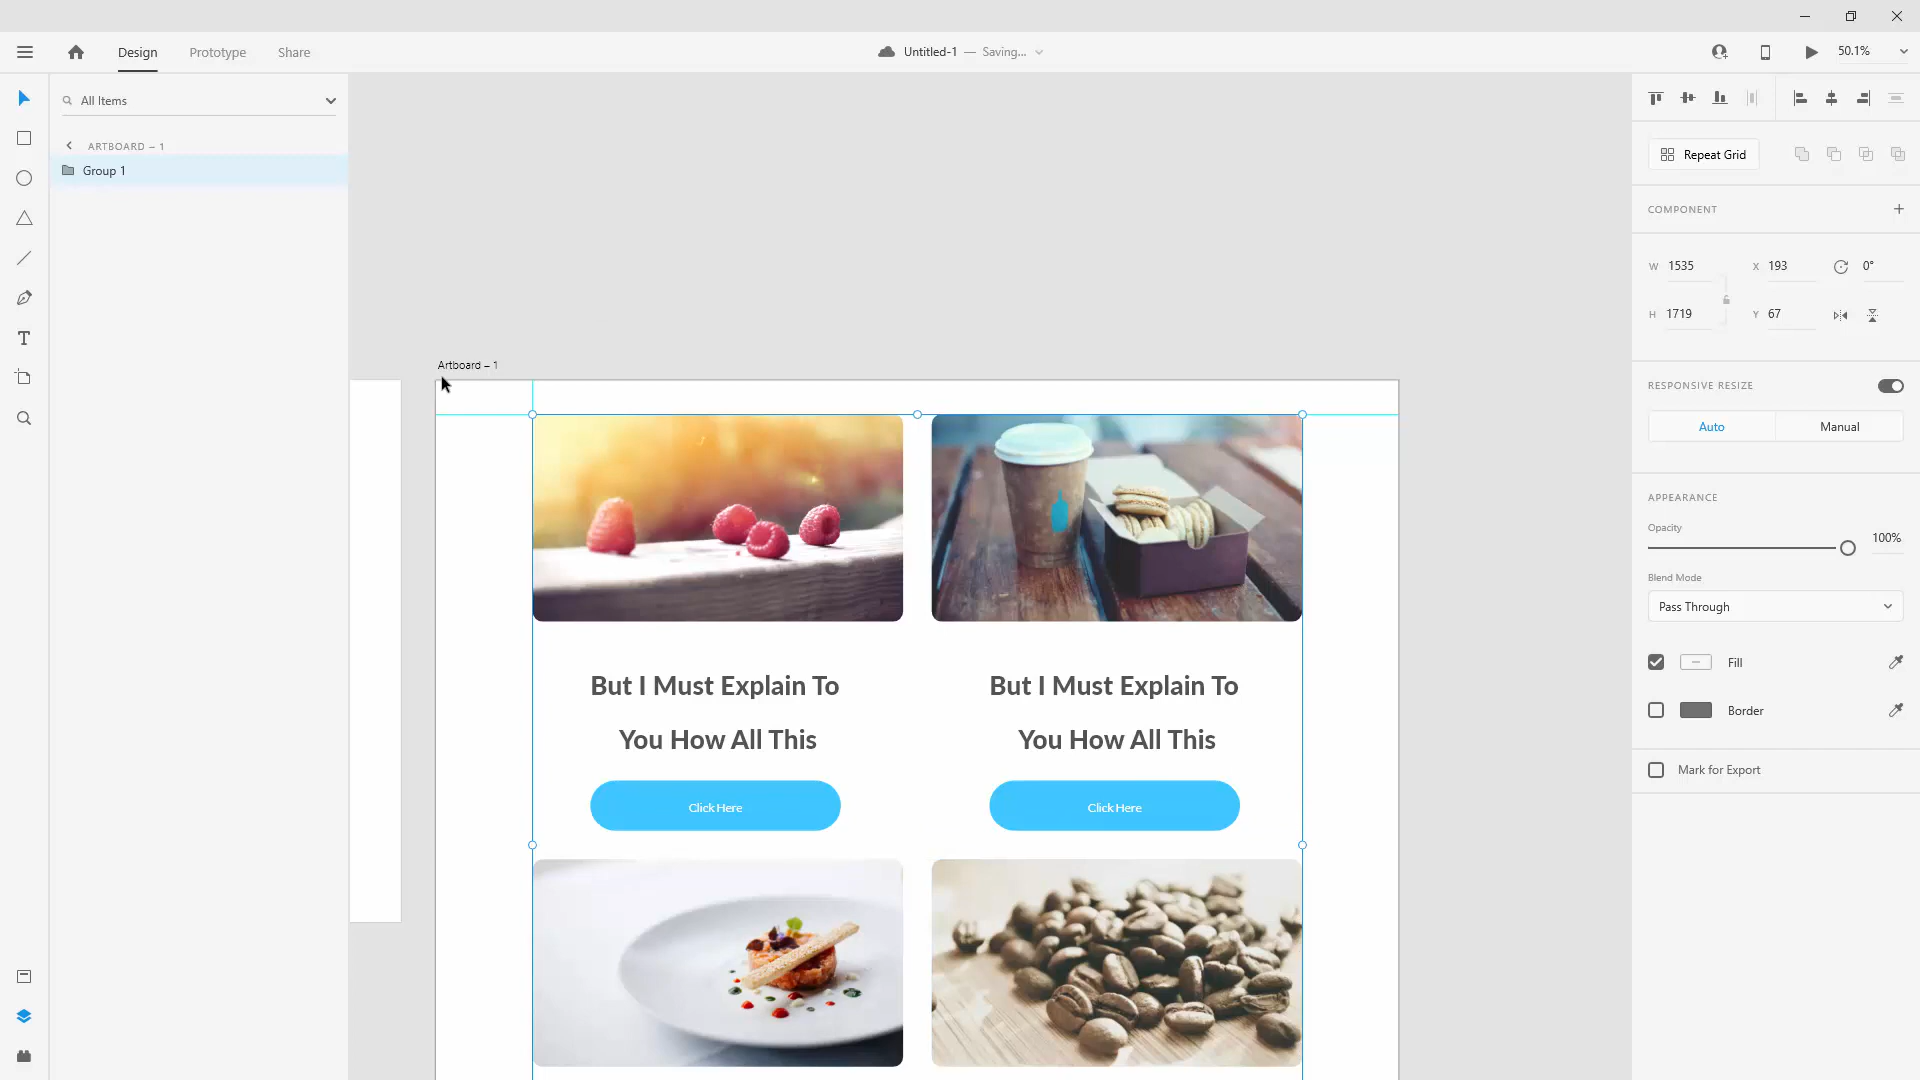 Design
Prototype
Share
Untitled-1 — Saving...
50.1%
All Items
ARTBOARD – 1
Group 1
Artboard – 1
But I Must Explain To
You How All This
Click Here
But I Must Explain To
You How All This
Click Here
Repeat Grid
COMPONENT
W 1535
X 193
0°
H 1719
Y 67
RESPONSIVE RESIZE
Auto
Manual
APPEARANCE
Opacity
100%
Blend Mode
Pass Through
Fill
Border
Mark for Export